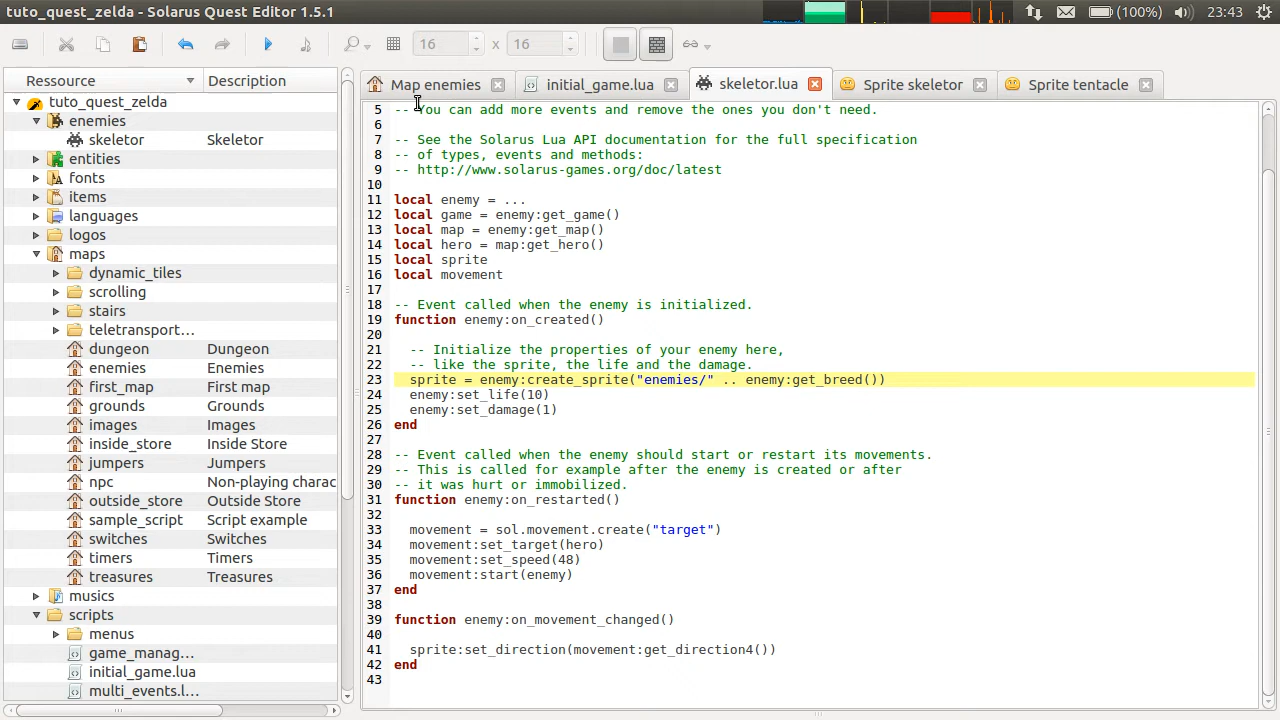 tuto_quest_zelda - Solarus Quest Editor 1.5.1
(100%) 23:43
16 x 16
Ressource Description
tuto_quest_zelda
enemies
skeletor Skeletor
entities
fonts
items
languages
logos
maps
dynamic_tiles
scrolling
stairs
teletransport...
dungeon Dungeon
enemies Enemies
first_map First map
grounds Grounds
images Images
inside_store Inside Store
jumpers Jumpers
npc Non-playing charac
outside_store Outside Store
sample_script Script example
switches Switches
timers Timers
treasures Treasures
musics
scripts
menus
game_manag...
initial_game.lua
multi_events.l...
Map enemies initial_game.lua skeletor.lua Sprite skeletor Sprite tentacle
5 -- You can add more events and remove the ones you don't need.
6
7 -- See the Solarus Lua API documentation for the full specification
8 -- of types, events and methods:
9 -- http://www.solarus-games.org/doc/latest
10
11 local enemy = ...
12 local game = enemy:get_game()
13 local map = enemy:get_map()
14 local hero = map:get_hero()
15 local sprite
16 local movement
17
18 -- Event called when the enemy is initialized.
19 function enemy:on_created()
20
21 -- Initialize the properties of your enemy here,
22 -- like the sprite, the life and the damage.
23 sprite = enemy:create_sprite("enemies/" .. enemy:get_breed())
24 enemy:set_life(10)
25 enemy:set_damage(1)
26 end
27
28 -- Event called when the enemy should start or restart its movements.
29 -- This is called for example after the enemy is created or after
30 -- it was hurt or immobilized.
31 function enemy:on_restarted()
32
33 movement = sol.movement.create("target")
34 movement:set_target(hero)
35 movement:set_speed(48)
36 movement:start(enemy)
37 end
38
39 function enemy:on_movement_changed()
40
41 sprite:set_direction(movement:get_direction4())
42 end
43